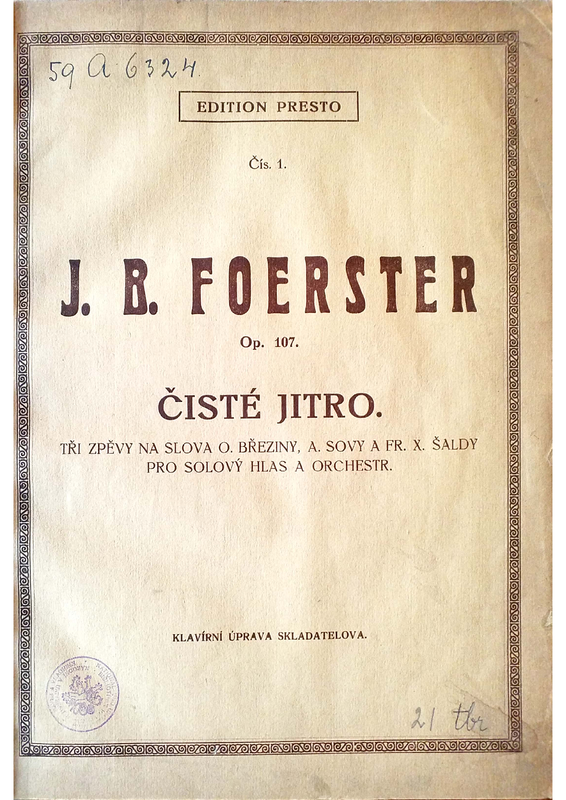 59 A 6324
EDITION PRESTO
Čís. 1.
J. B. FOERSTER
Op. 107.
ČISTÉ JITRO.
TŘI ZPĚVY NA SLOVA O. BŘEZINY, A. SOVY A FR. X. ŠALDY
PRO SOLOVÝ HLAS A ORCHESTR.
KLAVÍRNÍ ÚPRAVA SKLADATELOVA.
21 tbr